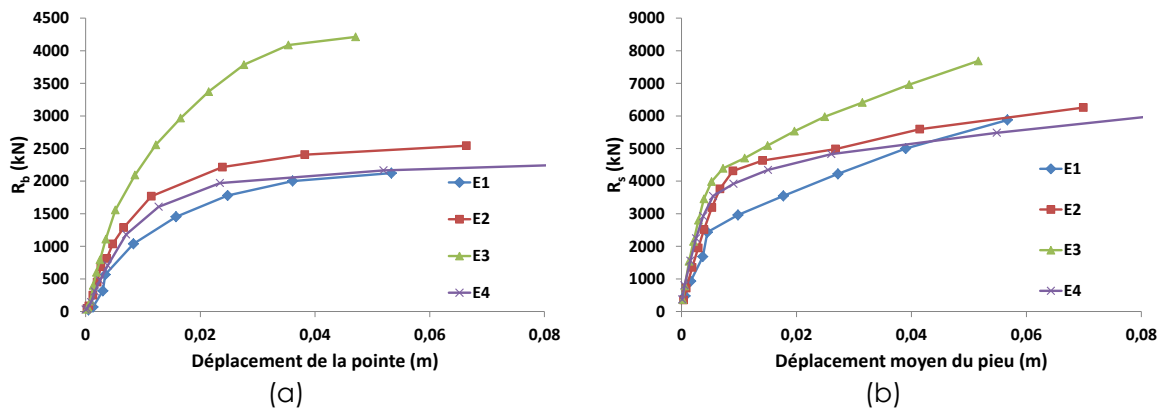 4500
4000
3500
3000
2500
2000
1500
1000
500
0
R_b (kN)
0
0,02
0,04
0,06
0,08
Déplacement de la pointe (m)
E1
E2
E3
E4
(a)
9000
8000
7000
6000
5000
4000
3000
2000
1000
0
R_s (kN)
0
0,02
0,04
0,06
0,08
Déplacement moyen du pieu (m)
E1
E2
E3
E4
(b)